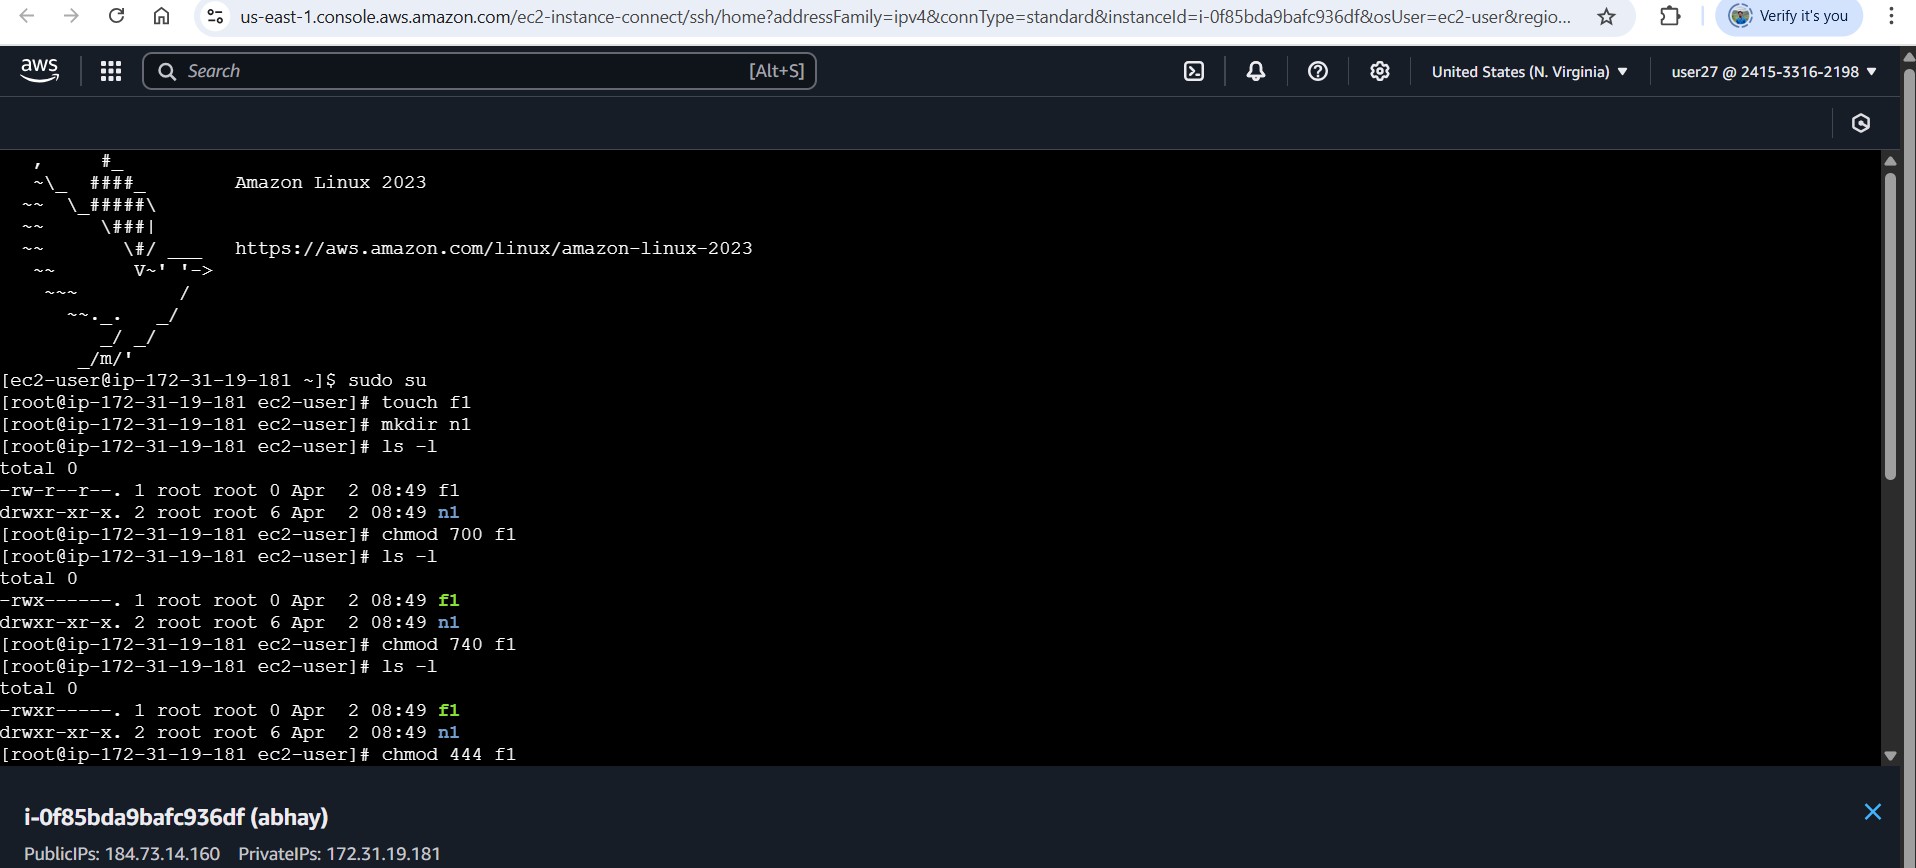 us-east-1.console.aws.amazon.com/ec2-instance-connect/ssh/home?addressFamily=ipv4&connType=standard&instanceId=i-0f85bda9bafc936df&osUser=ec2-user&regio...
Verify it's you
aws
Search
[Alt+S]
United States (N. Virginia) ▼
user27 @ 2415-3316-2198 ▼
   ,     #_
   ~\_  ####_        Amazon Linux 2023
  ~~  \_#####\
  ~~     \###|
  ~~       \#/ ___   https://aws.amazon.com/linux/amazon-linux-2023
   ~~       V~' '->
    ~~~         /
      ~~._.   _/
         _/ _/
       _/m/'
[ec2-user@ip-172-31-19-181 ~]$ sudo su
[root@ip-172-31-19-181 ec2-user]# touch f1
[root@ip-172-31-19-181 ec2-user]# mkdir n1
[root@ip-172-31-19-181 ec2-user]# ls -l
total 0
-rw-r--r--. 1 root root 0 Apr  2 08:49 f1
drwxr-xr-x. 2 root root 6 Apr  2 08:49 n1
[root@ip-172-31-19-181 ec2-user]# chmod 700 f1
[root@ip-172-31-19-181 ec2-user]# ls -l
total 0
-rwx------. 1 root root 0 Apr  2 08:49 f1
drwxr-xr-x. 2 root root 6 Apr  2 08:49 n1
[root@ip-172-31-19-181 ec2-user]# chmod 740 f1
[root@ip-172-31-19-181 ec2-user]# ls -l
total 0
-rwxr-----. 1 root root 0 Apr  2 08:49 f1
drwxr-xr-x. 2 root root 6 Apr  2 08:49 n1
[root@ip-172-31-19-181 ec2-user]# chmod 444 f1
i-0f85bda9bafc936df (abhay)
PublicIPs: 184.73.14.160 PrivateIPs: 172.31.19.181